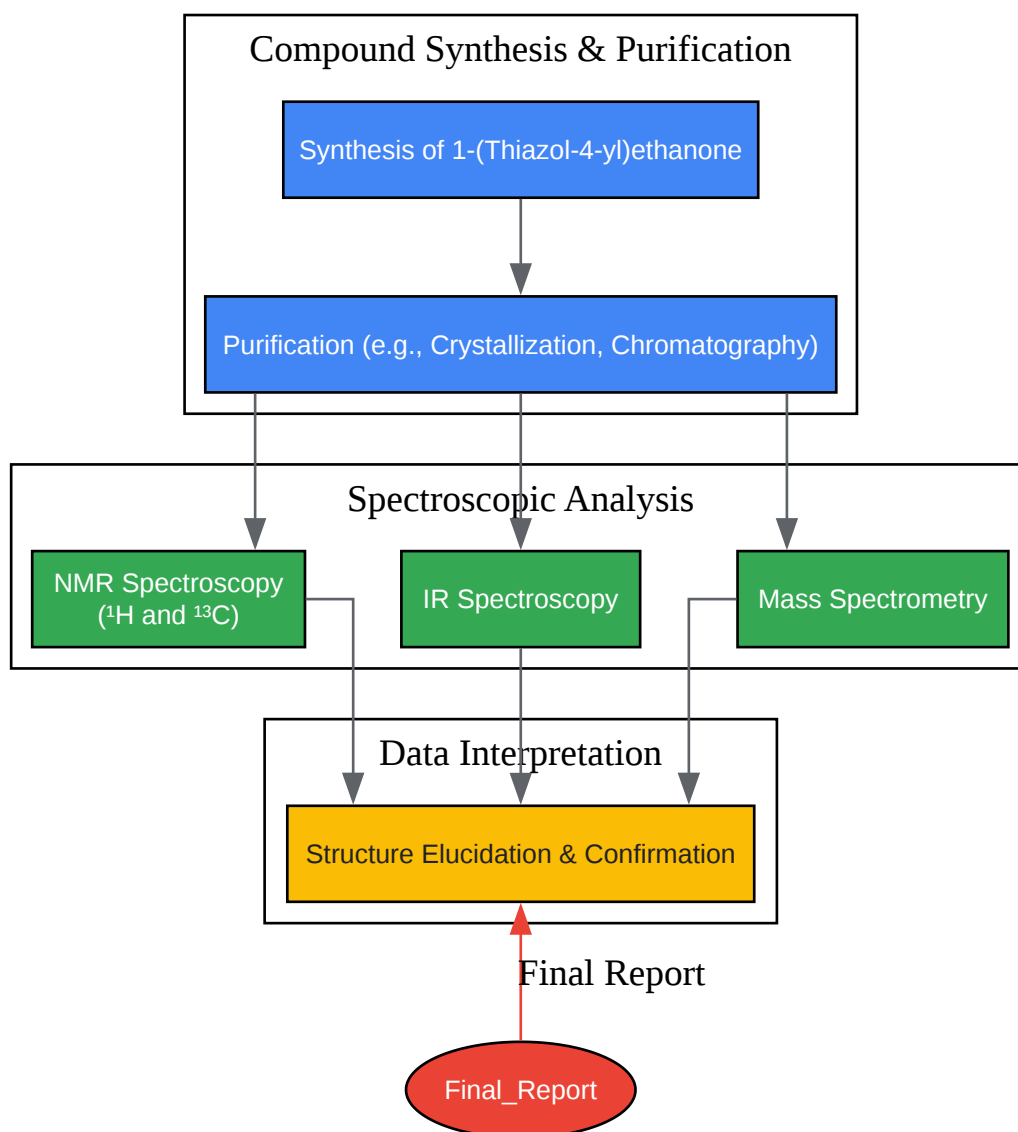 Compound Synthesis & Purification
Synthesis of 1-(Thiazol-4-yl)ethanone
Purification (e.g., Crystallization, Chromatography)
Spectroscopic Analysis
NMR Spectroscopy
(¹H and ¹³C)
IR Spectroscopy
Mass Spectrometry
Data Interpretation
Structure Elucidation & Confirmation
Final Report
Final_Report